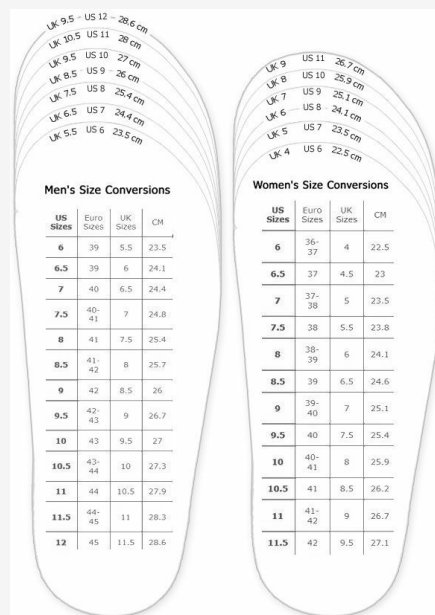 UK 9.5 - US 12 - 28.6 cm
UK 10.5 US 11 28 cm
UK 9.5 US 10 27 cm
UK 8.5 US 9 26 cm
UK 7.5 US 8 25.4 cm
UK 6.5 US 7 24.4 cm
UK 5.5 US 6 23.5 cm
Men's Size Conversions
US Sizes Euro Sizes UK Sizes CM
6 39 5.5 23.5
6.5 39 6 24.1
7 40 6.5 24.4
7.5 40-41 7 24.8
8 41 7.5 25.4
8.5 41-42 8 25.7
9 42 8.5 26
9.5 42-43 9 26.7
10 43 9.5 27
10.5 43-44 10 27.3
11 44 10.5 27.9
11.5 44-45 11 28.3
12 45 11.5 28.6
UK 9 US 11 26.7 cm
UK 8 US 10 25.9 cm
UK 7 US 9 25.1 cm
UK 6 US 8 24.1 cm
UK 5 US 7 23.5 cm
UK 4 US 6 22.5 cm
Women's Size Conversions
US Sizes Euro Sizes UK Sizes CM
6 36-37 4 22.5
6.5 37 4.5 23
7 37-38 5 23.5
7.5 38 5.5 23.8
8 38-39 6 24.1
8.5 39 6.5 24.6
9 39-40 7 25.1
9.5 40 7.5 25.4
10 40-41 8 25.9
10.5 41 8.5 26.2
11 41-42 9 26.7
11.5 42 9.5 27.1